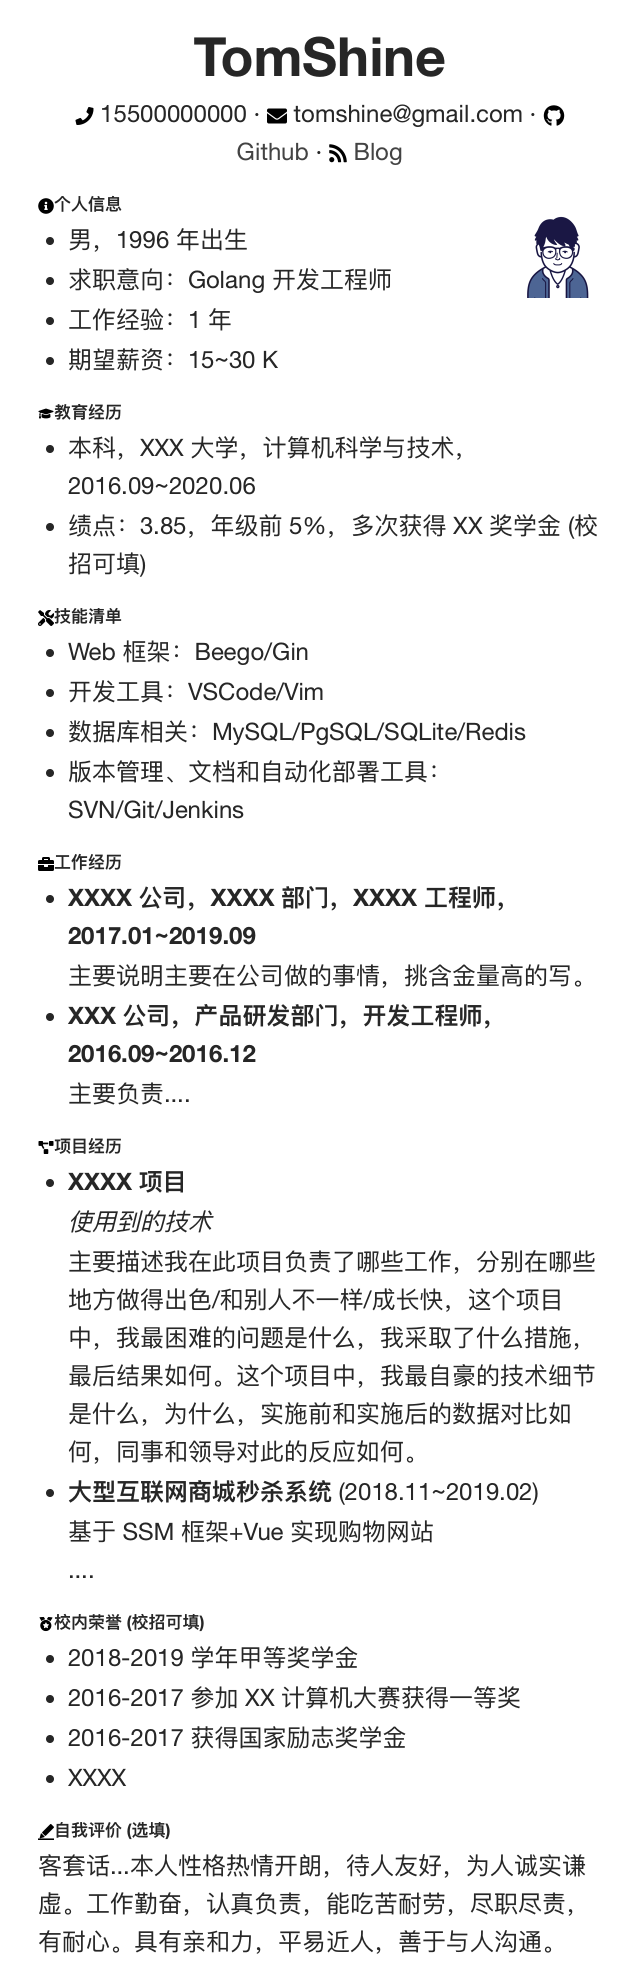 TomShine
15500000000 · tomshine@gmail.com ·
Github · Blog
个人信息
男，1996 年出生
求职意向：Golang 开发工程师
工作经验：1 年
期望薪资：15~30 K
教育经历
本科，XXX 大学，计算机科学与技术，
2016.09~2020.06
绩点：3.85，年级前 5%，多次获得 XX 奖学金 (校
招可填)
技能清单
Web 框架：Beego/Gin
开发工具：VSCode/Vim
数据库相关：MySQL/PgSQL/SQLite/Redis
版本管理、文档和自动化部署工具：
SVN/Git/Jenkins
工作经历
XXXX 公司，XXXX 部门，XXXX 工程师，
2017.01~2019.09
主要说明主要在公司做的事情，挑含金量高的写。
XXX 公司，产品研发部门，开发工程师，
2016.09~2016.12
主要负责....
项目经历
XXXX 项目
使用到的技术
主要描述我在此项目负责了哪些工作，分别在哪些
地方做得出色/和别人不一样/成长快，这个项目
中，我最困难的问题是什么，我采取了什么措施，
最后结果如何。这个项目中，我最自豪的技术细节
是什么，为什么，实施前和实施后的数据对比如
何，同事和领导对此的反应如何。
大型互联网商城秒杀系统 (2018.11~2019.02)
基于 SSM 框架+Vue 实现购物网站
....
校内荣誉 (校招可填)
2018-2019 学年甲等奖学金
2016-2017 参加 XX 计算机大赛获得一等奖
2016-2017 获得国家励志奖学金
XXXX
自我评价 (选填)
客套话...本人性格热情开朗，待人友好，为人诚实谦
虚。工作勤奋，认真负责，能吃苦耐劳，尽职尽责，
有耐心。具有亲和力，平易近人，善于与人沟通。